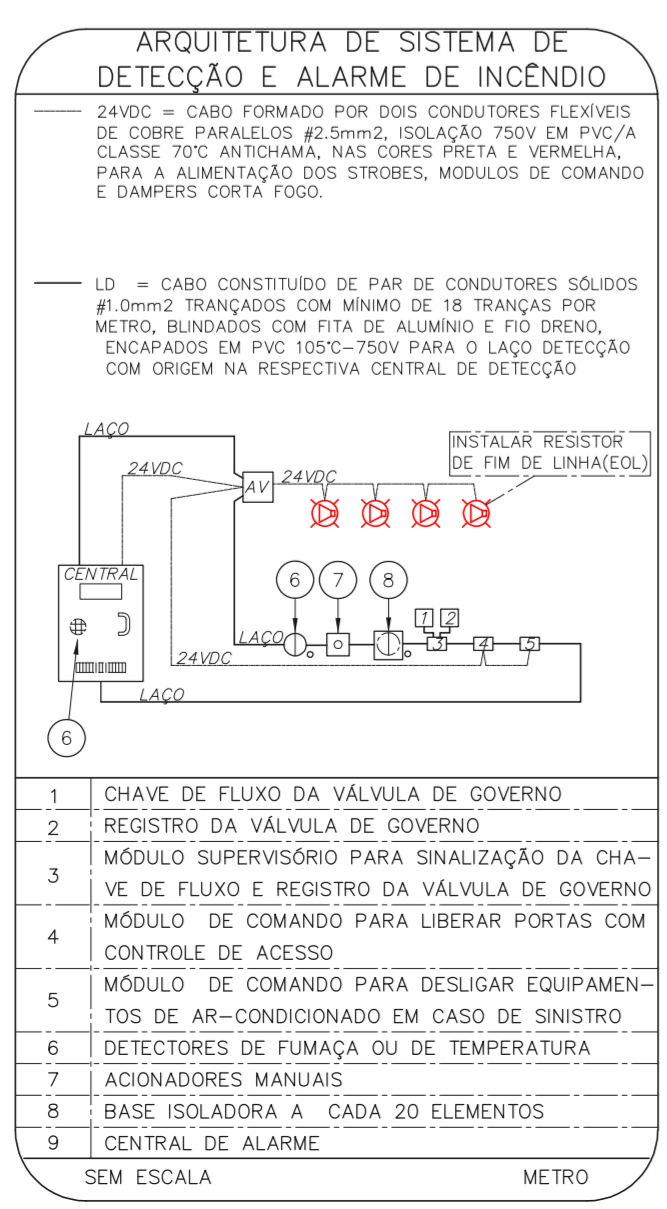 ARQUITETURA DE SISTEMA DE
DETECÇÃO E ALARME DE INCÊNDIO
24VDC = CABO FORMADO POR DOIS CONDUTORES FLEXÍVEIS
DE COBRE PARALELOS #2.5mm2, ISOLAÇÃO 750V EM PVC/A
CLASSE 70°C ANTICHAMA, NAS CORES PRETA E VERMELHA,
PARA A ALIMENTAÇÃO DOS STROBES, MODULOS DE COMANDO
E DAMPERS CORTA FOGO.
LD = CABO CONSTITUÍDO DE PAR DE CONDUTORES SÓLIDOS
#1.0mm2 TRANÇADOS COM MÍNIMO DE 18 TRANÇAS POR
METRO, BLINDADOS COM FITA DE ALUMÍNIO E FIO DRENO,
ENCAPADOS EM PVC 105°C-750V PARA O LAÇO DETECÇÃO
COM ORIGEM NA RESPECTIVA CENTRAL DE DETECÇÃO
LAÇO
INSTALAR RESISTOR
DE FIM DE LINHA(EOL)
24VDC
AV
24VDC
CENTRAL
6
7
8
1
2
LAÇO
3
4
5
24VDC
LAÇO
6
1 CHAVE DE FLUXO DA VÁLVULA DE GOVERNO
2 REGISTRO DA VÁLVULA DE GOVERNO
3 MÓDULO SUPERVISÓRIO PARA SINALIZAÇÃO DA CHA-
VE DE FLUXO E REGISTRO DA VÁLVULA DE GOVERNO
4 MÓDULO DE COMANDO PARA LIBERAR PORTAS COM
CONTROLE DE ACESSO
5 MÓDULO DE COMANDO PARA DESLIGAR EQUIPAMEN-
TOS DE AR-CONDICIONADO EM CASO DE SINISTRO
6 DETECTORES DE FUMAÇA OU DE TEMPERATURA
7 ACIONADORES MANUAIS
8 BASE ISOLADORA A CADA 20 ELEMENTOS
9 CENTRAL DE ALARME
SEM ESCALA METRO